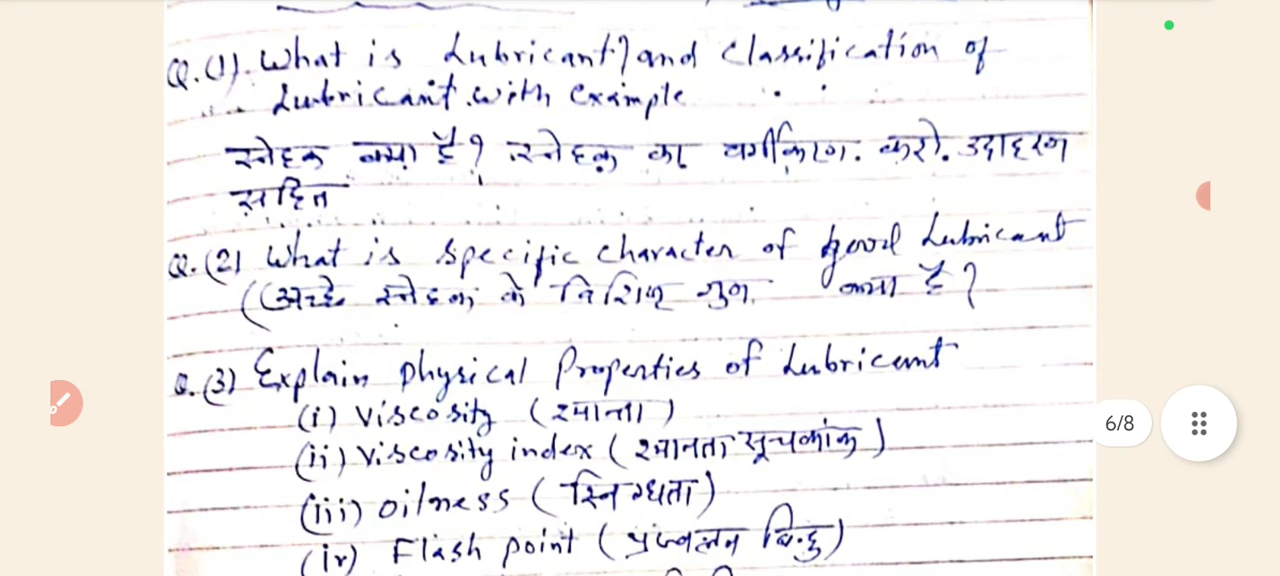 Q.(1). What is Lubricant? and Classification of
Lubricant. with example
स्नेहक क्या है? स्नेहक का वर्गीकरण. करो. उदाहरण
सहित
Q.(2) What is specific character of good Lubricant
(अच्छे स्नेहक के विशिष्ट गुण क्या है?
Q.(3) Explain physical Properties of Lubricant
(i) Viscosity (श्यानता)
(ii) Viscosity index (श्यानता सूचकांक)
(iii) oilness (स्निग्धता)
(iv) Flash point (प्रज्वलन बिन्दु)
6/8